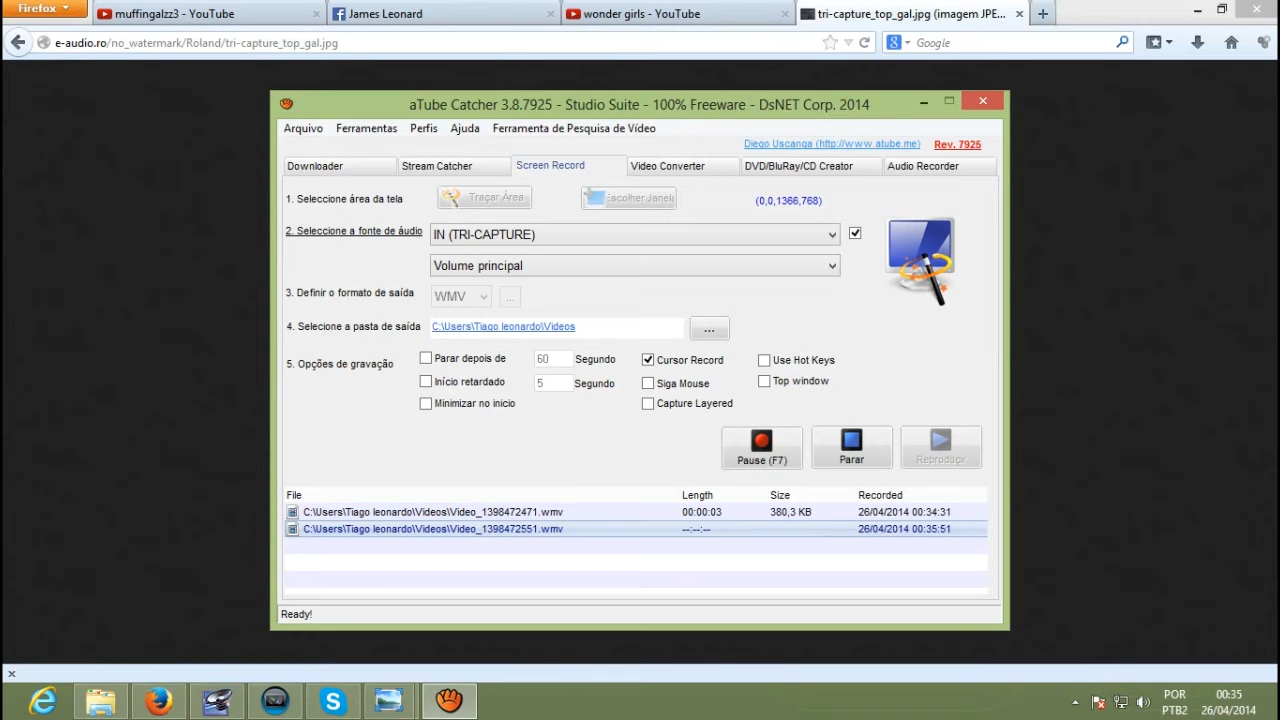 Firefox
muffingalzz3 - YouTube
James Leonard
wonder girls - YouTube
tri-capture_top_gal.jpg (imagem JPE...
e-audio.ro/no_watermark/Roland/tri-capture_top_gal.jpg
Google
aTube Catcher 3.8.7925 - Studio Suite - 100% Freeware - DsNET Corp. 2014
Arquivo Ferramentas Perfis Ajuda Ferramenta de Pesquisa de Vídeo
Diego Uscanga (http://www.atube.me) Rev. 7925
Downloader Stream Catcher Screen Record Video Converter DVD/BluRay/CD Creator Audio Recorder
1. Seleccione área da tela Traçar Área Escolher Janela (0,0,1366,768)
2. Seleccione a fonte de áudio IN (TRI-CAPTURE)
Volume principal
3. Definir o formato de saída WMV ...
4. Selecione a pasta de saída C:\Users\Tiago leonardo\Videos ...
5. Opções de gravação
Parar depois de 60 Segundo Cursor Record Use Hot Keys
Início retardado 5 Segundo Siga Mouse Top window
Minimizar no inicio Capture Layered
Pause (F7) Parar Reproduçir
File Length Size Recorded
C:\Users\Tiago leonardo\Videos\Video_1398472471.wmv 00:00:03 380,3 KB 26/04/2014 00:34:31
C:\Users\Tiago leonardo\Videos\Video_1398472551.wmv --:--:-- 26/04/2014 00:35:51
Ready!
POR 00:35
PTB2 26/04/2014